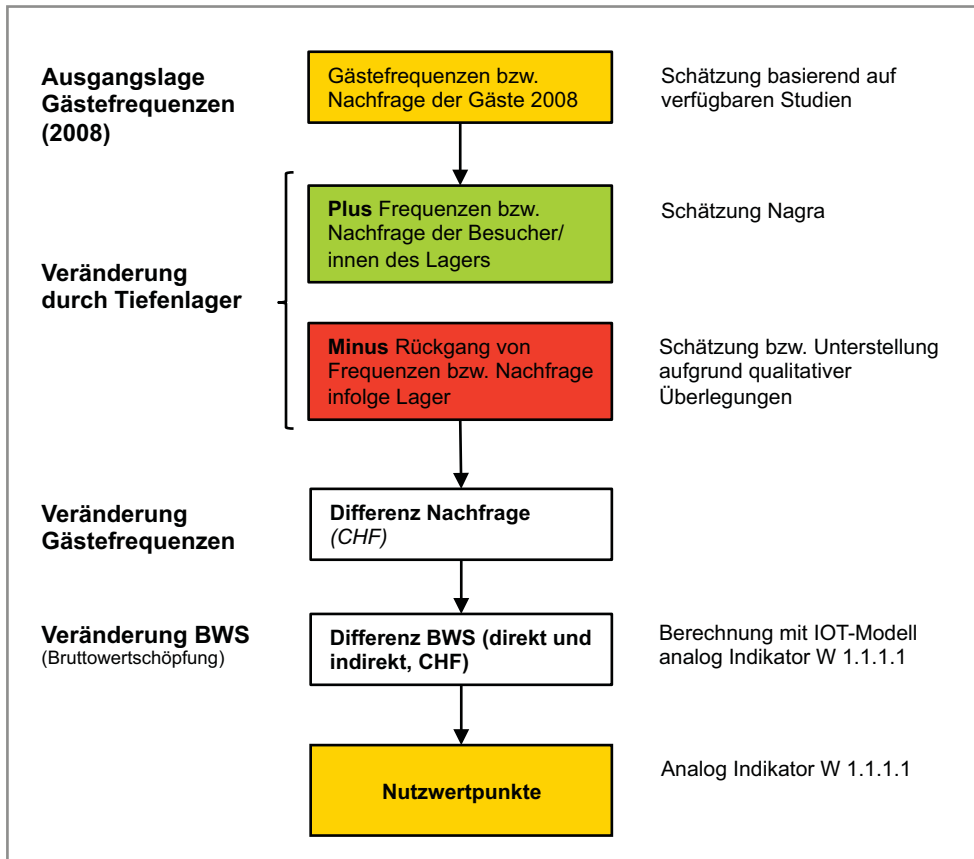 Ausgangslage
Gästefrequenzen
(2008)
Gästefrequenzen bzw.
Nachfrage der Gäste 2008
Schätzung basierend auf
verfügbaren Studien
Veränderung
durch Tiefenlager
Plus Frequenzen bzw.
Nachfrage der Besucher/
innen des Lagers
Schätzung Nagra
Minus Rückgang von
Frequenzen bzw. Nachfrage
infolge Lager
Schätzung bzw. Unterstellung
aufgrund qualitativer
Überlegungen
Veränderung
Gästefrequenzen
Differenz Nachfrage
(CHF)
Veränderung BWS
(Bruttowertschöpfung)
Differenz BWS (direkt und
indirekt, CHF)
Berechnung mit IOT-Modell
analog Indikator W 1.1.1.1
Nutzwertpunkte
Analog Indikator W 1.1.1.1